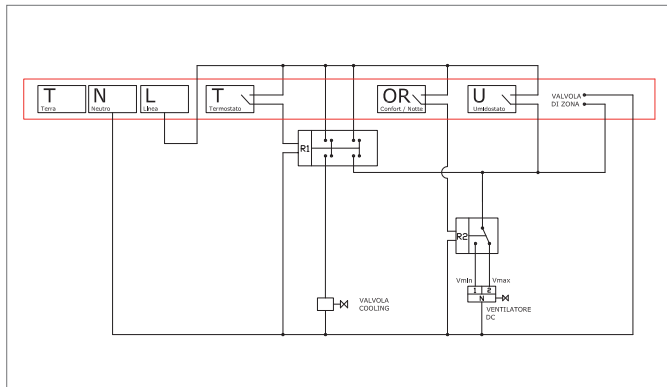 T
Terra
N
Neutro
L
Linea
T
Termostato
OR
Confort / Notte
U
Umidostato
VALVOLA
DI ZONA
R1
R2
Vmin
Vmax
1 2
N
VALVOLA
COOLING
VENTILATORE
DC